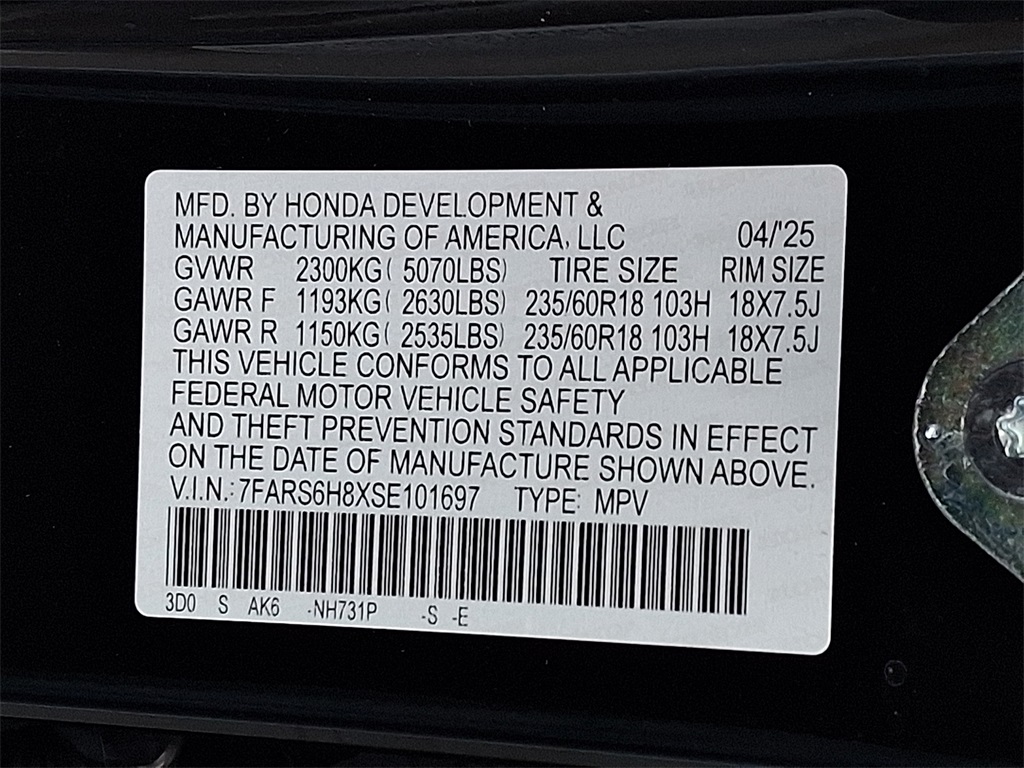 MFD. BY HONDA DEVELOPMENT &
MANUFACTURING OF AMERICA, LLC 04/'25
GVWR 2300KG( 5070LBS) TIRE SIZE RIM SIZE
GAWR F 1193KG( 2630LBS) 235/60R18 103H 18X7.5J
GAWR R 1150KG( 2535LBS) 235/60R18 103H 18X7.5J
THIS VEHICLE CONFORMS TO ALL APPLICABLE
FEDERAL MOTOR VEHICLE SAFETY
AND THEFT PREVENTION STANDARDS IN EFFECT
ON THE DATE OF MANUFACTURE SHOWN ABOVE.
V.I.N.: 7FARS6H8XSE101697 TYPE: MPV
3D0 S AK6 -NH731P -S -E